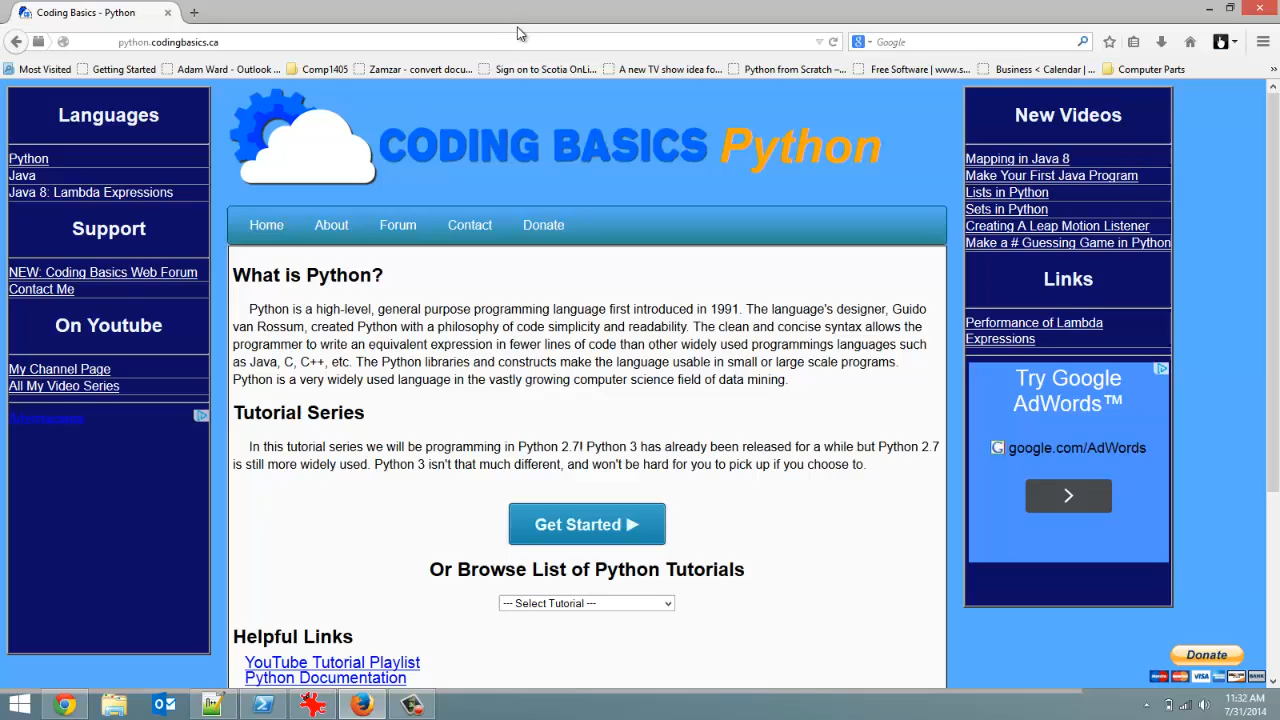 Coding Basics - Python
python.codingbasics.ca
Google
Most Visited
Getting Started
Adam Ward - Outlook ...
Comp1405
Zamzar - convert docu...
Sign on to Scotia OnLi...
A new TV show idea fo...
Python from Scratch –...
Free Software | www.s...
Business < Calendar | ...
Computer Parts
Languages
Python
Java
Java 8: Lambda Expressions
Support
NEW: Coding Basics Web Forum
Contact Me
On Youtube
My Channel Page
All My Video Series
CODING BASICS Python
Home
About
Forum
Contact
Donate
What is Python?
Python is a high-level, general purpose programming language first introduced in 1991. The language's designer, Guido
van Rossum, created Python with a philosophy of code simplicity and readability. The clean and concise syntax allows the
programmer to write an equivalent expression in fewer lines of code than other widely used programmings languages such
as Java, C, C++, etc. The Python libraries and constructs make the language usable in small or large scale programs.
Python is a very widely used language in the vastly growing computer science field of data mining.
Tutorial Series
In this tutorial series we will be programming in Python 2.7! Python 3 has already been released for a while but Python 2.7
is still more widely used. Python 3 isn't that much different, and won't be hard for you to pick up if you choose to.
Get Started
Or Browse List of Python Tutorials
--- Select Tutorial ---
Helpful Links
YouTube Tutorial Playlist
Python Documentation
New Videos
Mapping in Java 8
Make Your First Java Program
Lists in Python
Sets in Python
Creating A Leap Motion Listener
Make a # Guessing Game in Python
Links
Performance of Lambda
Expressions
Try Google
AdWords™
google.com/AdWords
Donate
VISA
BANK
11:32 AM
7/31/2014